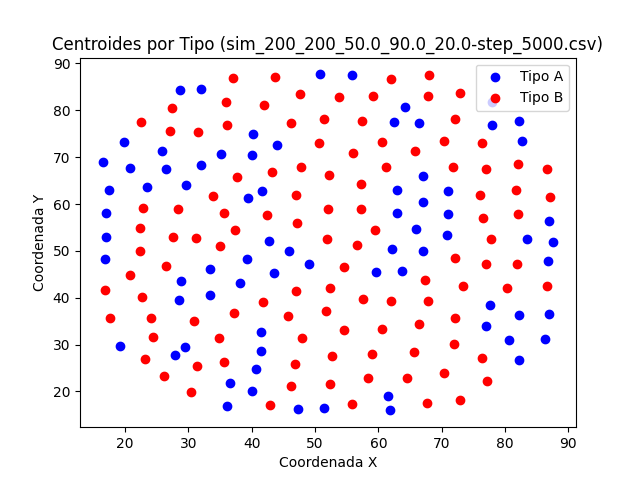 Centroides por Tipo (sim_200_200_50.0_90.0_20.0-step_5000.csv)
90
80
70
60
50
40
30
20
Coordenada Y
Tipo A
Tipo B
20 30 40 50 60 70 80 90
Coordenada X